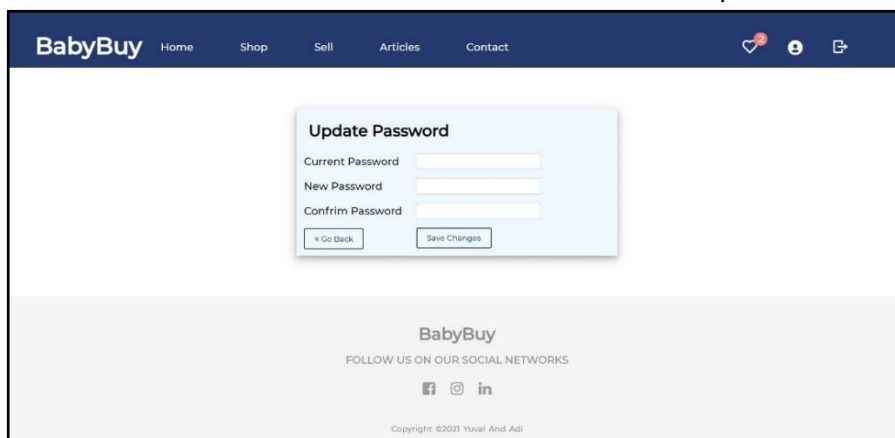 BabyBuy Home Shop Sell Articles Contact 2
Update Password
Current Password
New Password
Confrim Password
« Go Back Save Changes
BabyBuy
FOLLOW US ON OUR SOCIAL NETWORKS
Copyright ©2021 Yuval And Adi